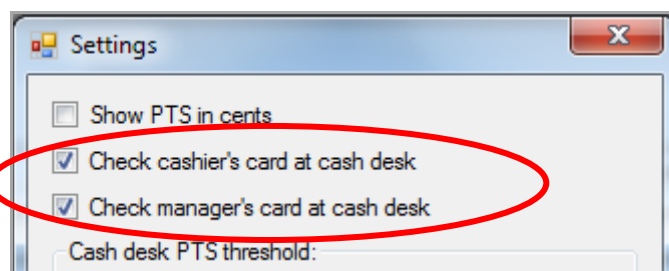 Settings
Show PTS in cents
Check cashier's card at cash desk
Check manager's card at cash desk
Cash desk PTS threshold: